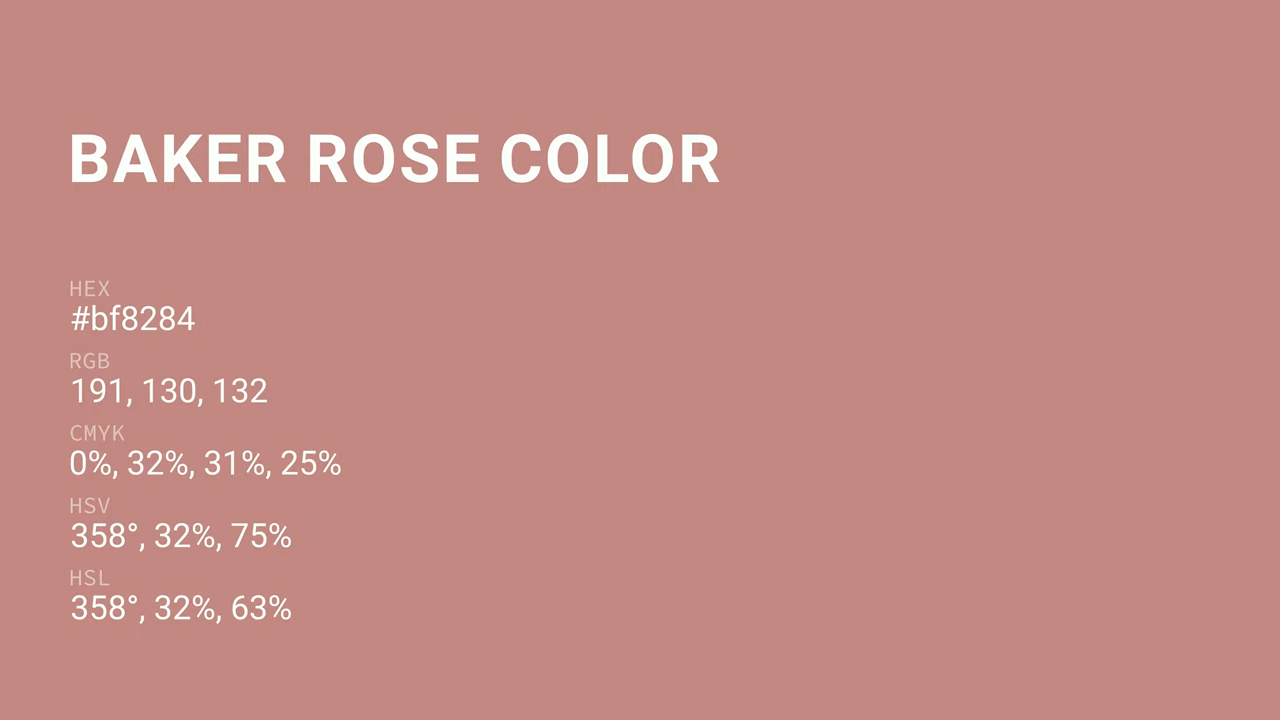 BAKER ROSE COLOR
HEX
#bf8284
RGB
191, 130, 132
CMYK
0%, 32%, 31%, 25%
HSV
358°, 32%, 75%
HSL
358°, 32%, 63%